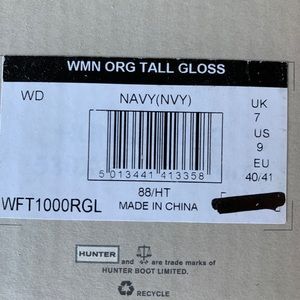 WMN ORG TALL GLOSS
WD
NAVY(NVY)
UK
7
US
9
EU
40/41
5 013441 413358
88/HT
WFT1000RGL
MADE IN CHINA
HUNTER and are trade marks of
HUNTER BOOT LIMITED.
RECYCLE